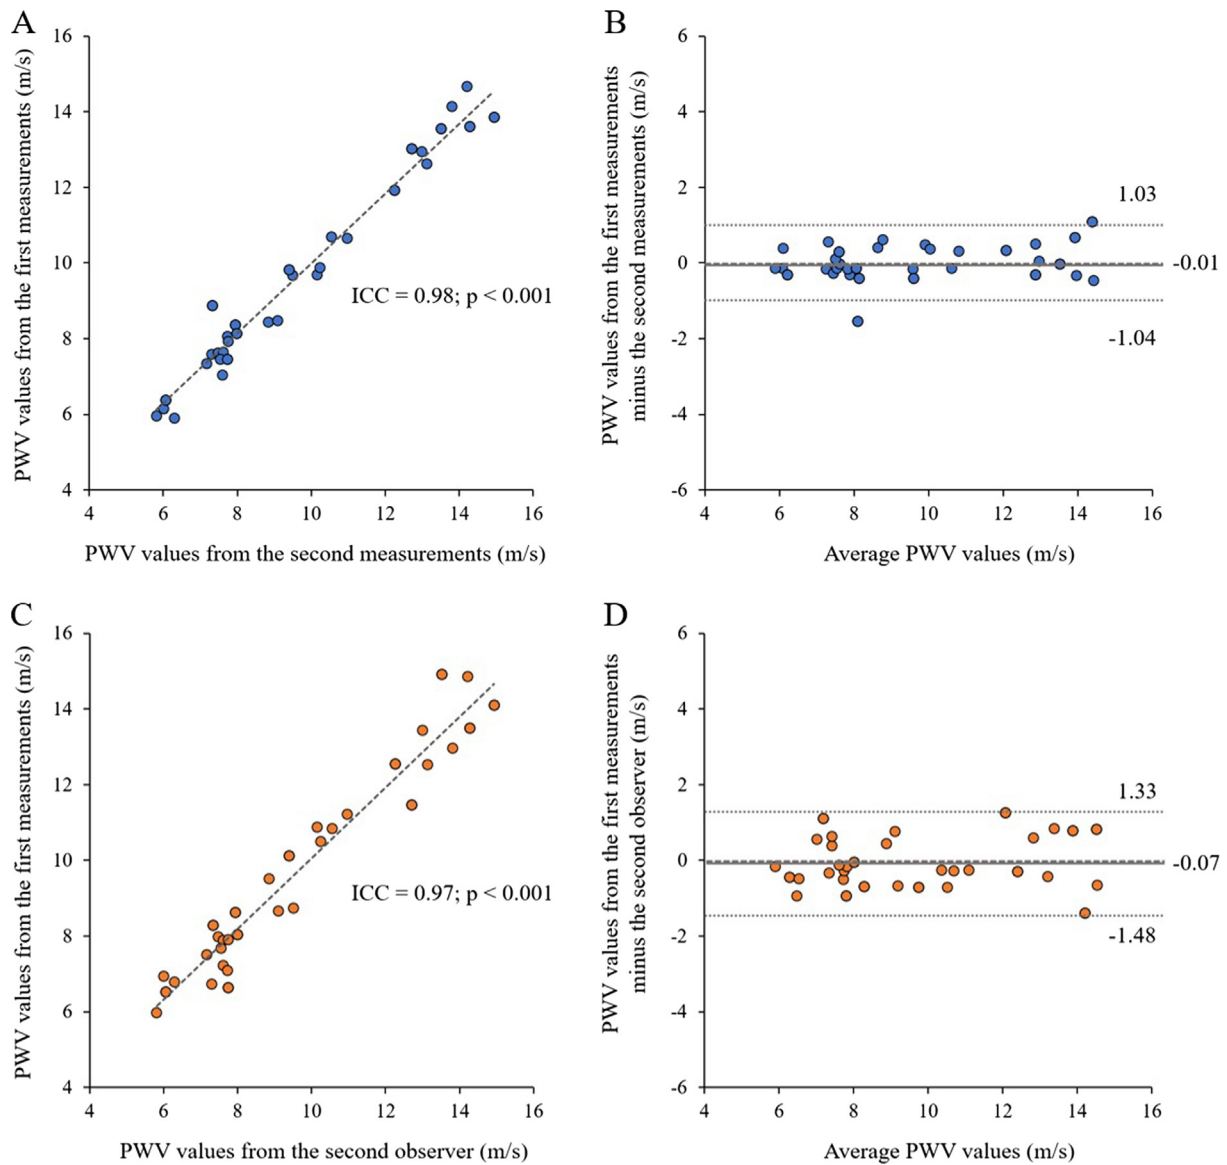 A
PWV values from the first measurements (m/s)
16
14
12
10
8
6
4
ICC = 0.98; p < 0.001
4 6 8 10 12 14 16
PWV values from the second measurements (m/s)
B
PWV values from the first measurements
minus the second measurements (m/s)
6
4
2
0
-2
-4
-6
1.03
-0.01
-1.04
4 6 8 10 12 14 16
Average PWV values (m/s)
C
PWV values from the first measurements (m/s)
16
14
12
10
8
6
4
ICC = 0.97; p < 0.001
4 6 8 10 12 14 16
PWV values from the second observer (m/s)
D
PWV values from the first measurements
minus the second observer (m/s)
6
4
2
0
-2
-4
-6
1.33
-0.07
-1.48
4 6 8 10 12 14 16
Average PWV values (m/s)